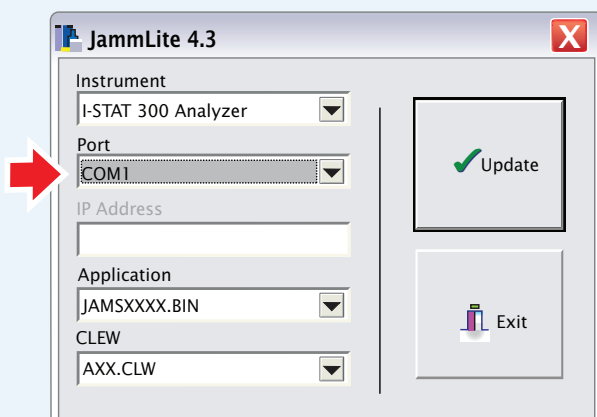 JammLite 4.3
Instrument
I-STAT 300 Analyzer
Port
COM1
IP Address
Application
JAMSXXXX.BIN
CLEW
AXX.CLW
Update
Exit